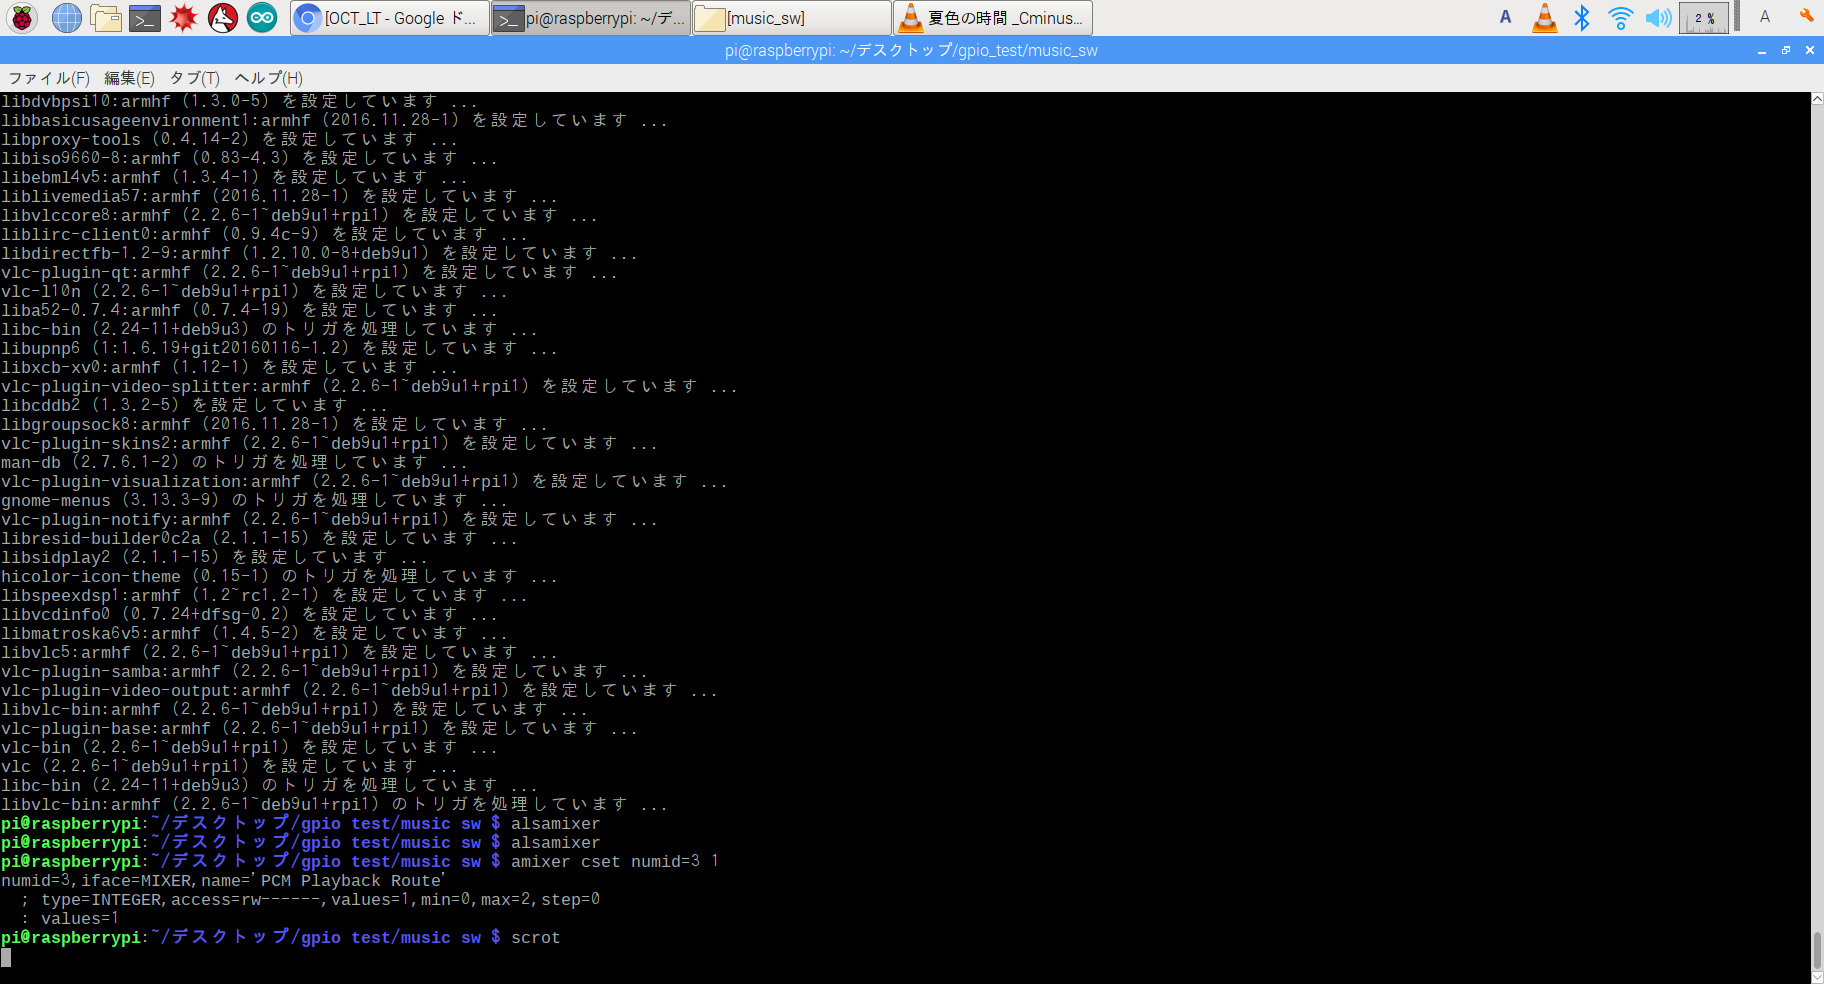 [OCT_LT - Google ド...
pi@raspberrypi: ~/デ...
[music_sw]
夏色の時間 _Cminus...
A
2 %
A
pi@raspberrypi: ~/デスクトップ/gpio_test/music_sw
ファイル(F) 編集(E) タブ(T) ヘルプ(H)
libdvbpsi10:armhf (1.3.0-5) を設定しています ...
libbasicusageenvironment1:armhf (2016.11.28-1) を設定しています ...
libproxy-tools (0.4.14-2) を設定しています ...
libiso9660-8:armhf (0.83-4.3) を設定しています ...
libebml4v5:armhf (1.3.4-1) を設定しています ...
liblivemedia57:armhf (2016.11.28-1) を設定しています ...
libvlccore8:armhf (2.2.6-1~deb9u1+rpi1) を設定しています ...
liblirc-client0:armhf (0.9.4c-9) を設定しています ...
libdirectfb-1.2-9:armhf (1.2.10.0-8+deb9u1) を設定しています ...
vlc-plugin-qt:armhf (2.2.6-1~deb9u1+rpi1) を設定しています ...
vlc-l10n (2.2.6-1~deb9u1+rpi1) を設定しています ...
liba52-0.7.4:armhf (0.7.4-19) を設定しています ...
libc-bin (2.24-11+deb9u3) のトリガを処理しています ...
libupnp6 (1:1.6.19+git20160116-1.2) を設定しています ...
libxcb-xv0:armhf (1.12-1) を設定しています ...
vlc-plugin-video-splitter:armhf (2.2.6-1~deb9u1+rpi1) を設定しています ...
libcddb2 (1.3.2-5) を設定しています ...
libgroupsock8:armhf (2016.11.28-1) を設定しています ...
vlc-plugin-skins2:armhf (2.2.6-1~deb9u1+rpi1) を設定しています ...
man-db (2.7.6.1-2) のトリガを処理しています ...
vlc-plugin-visualization:armhf (2.2.6-1~deb9u1+rpi1) を設定しています ...
gnome-menus (3.13.3-9) のトリガを処理しています ...
vlc-plugin-notify:armhf (2.2.6-1~deb9u1+rpi1) を設定しています ...
libresid-builder0c2a (2.1.1-15) を設定しています ...
libsidplay2 (2.1.1-15) を設定しています ...
hicolor-icon-theme (0.15-1) のトリガを処理しています ...
libspeexdsp1:armhf (1.2~rc1.2-1) を設定しています ...
libvcdinfo0 (0.7.24+dfsg-0.2) を設定しています ...
libmatroska6v5:armhf (1.4.5-2) を設定しています ...
libvlc5:armhf (2.2.6-1~deb9u1+rpi1) を設定しています ...
vlc-plugin-samba:armhf (2.2.6-1~deb9u1+rpi1) を設定しています ...
vlc-plugin-video-output:armhf (2.2.6-1~deb9u1+rpi1) を設定しています ...
libvlc-bin:armhf (2.2.6-1~deb9u1+rpi1) を設定しています ...
vlc-plugin-base:armhf (2.2.6-1~deb9u1+rpi1) を設定しています ...
vlc-bin (2.2.6-1~deb9u1+rpi1) を設定しています ...
vlc (2.2.6-1~deb9u1+rpi1) を設定しています ...
libc-bin (2.24-11+deb9u3) のトリガを処理しています ...
libvlc-bin:armhf (2.2.6-1~deb9u1+rpi1) のトリガを処理しています ...
pi@raspberrypi:~/デスクトップ/gpio_test/music_sw $ alsamixer
pi@raspberrypi:~/デスクトップ/gpio_test/music_sw $ alsamixer
pi@raspberrypi:~/デスクトップ/gpio_test/music_sw $ amixer cset numid=3 1
numid=3,iface=MIXER,name='PCM Playback Route'
  ; type=INTEGER,access=rw------,values=1,min=0,max=2,step=0
  : values=1
pi@raspberrypi:~/デスクトップ/gpio_test/music_sw $ scrot